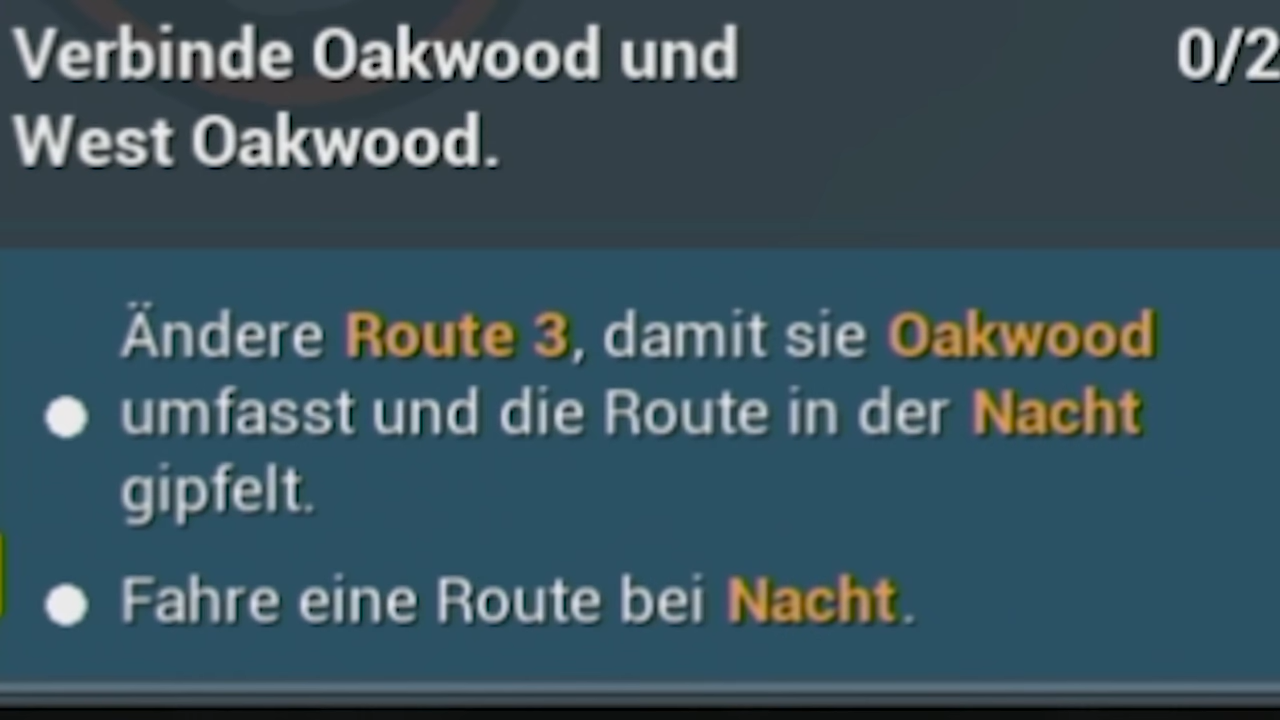 Verbinde Oakwood und 0/2
West Oakwood.
Ändere Route 3, damit sie Oakwood
umfasst und die Route in der Nacht
gipfelt.
Fahre eine Route bei Nacht.